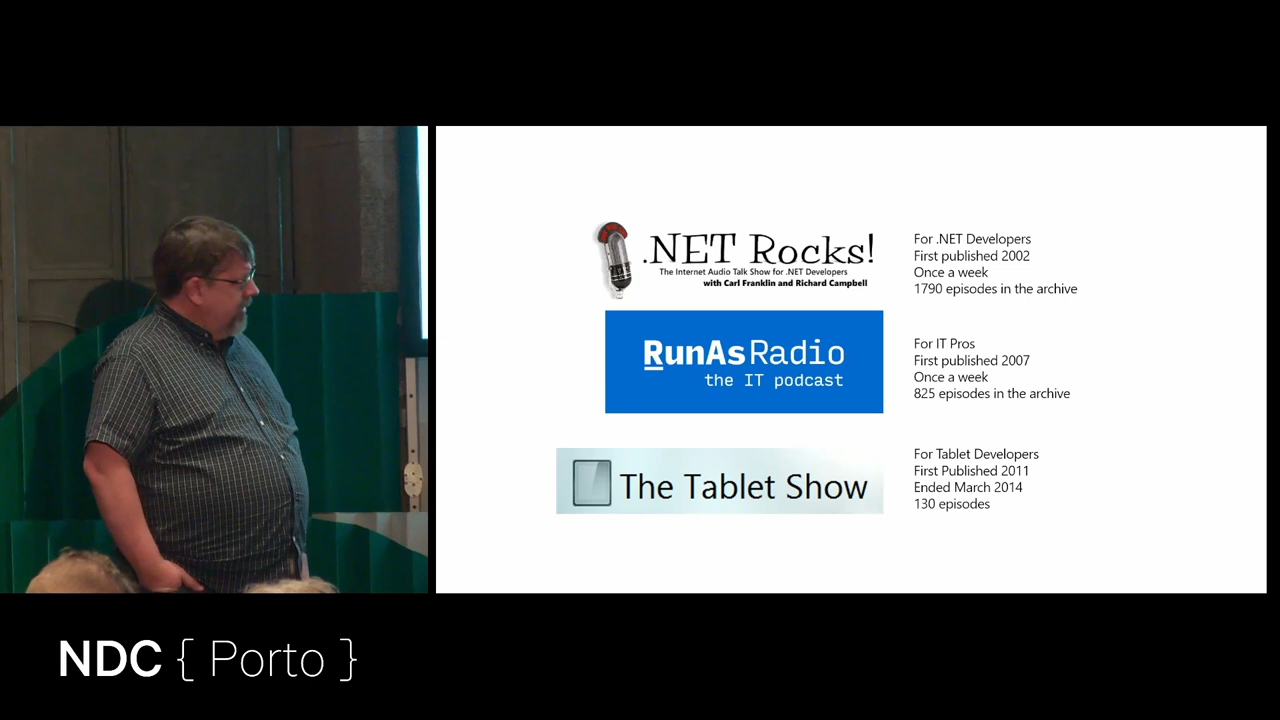 .NET Rocks!
The Internet Audio Talk Show for .NET Developers
with Carl Franklin and Richard Campbell
For .NET Developers
First published 2002
Once a week
1790 episodes in the archive
RunAsRadio
the IT podcast
For IT Pros
First published 2007
Once a week
825 episodes in the archive
The Tablet Show
For Tablet Developers
First Published 2011
Ended March 2014
130 episodes
NDC { Porto }